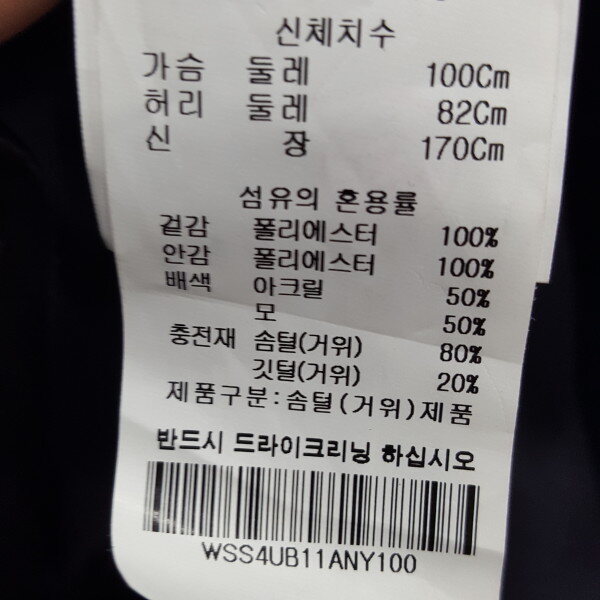 신체치수
가슴 둘레 100Cm
허리 둘레 82Cm
신 장 170Cm
섬유의 혼용률
겉감 폴리에스터 100%
안감 폴리에스터 100%
배색 아크릴 50%
모 50%
충전재 솜털(거위) 80%
깃털(거위) 20%
제품구분:솜털(거위)제품
반드시 드라이크리닝 하십시오
WSS4UB11ANY100